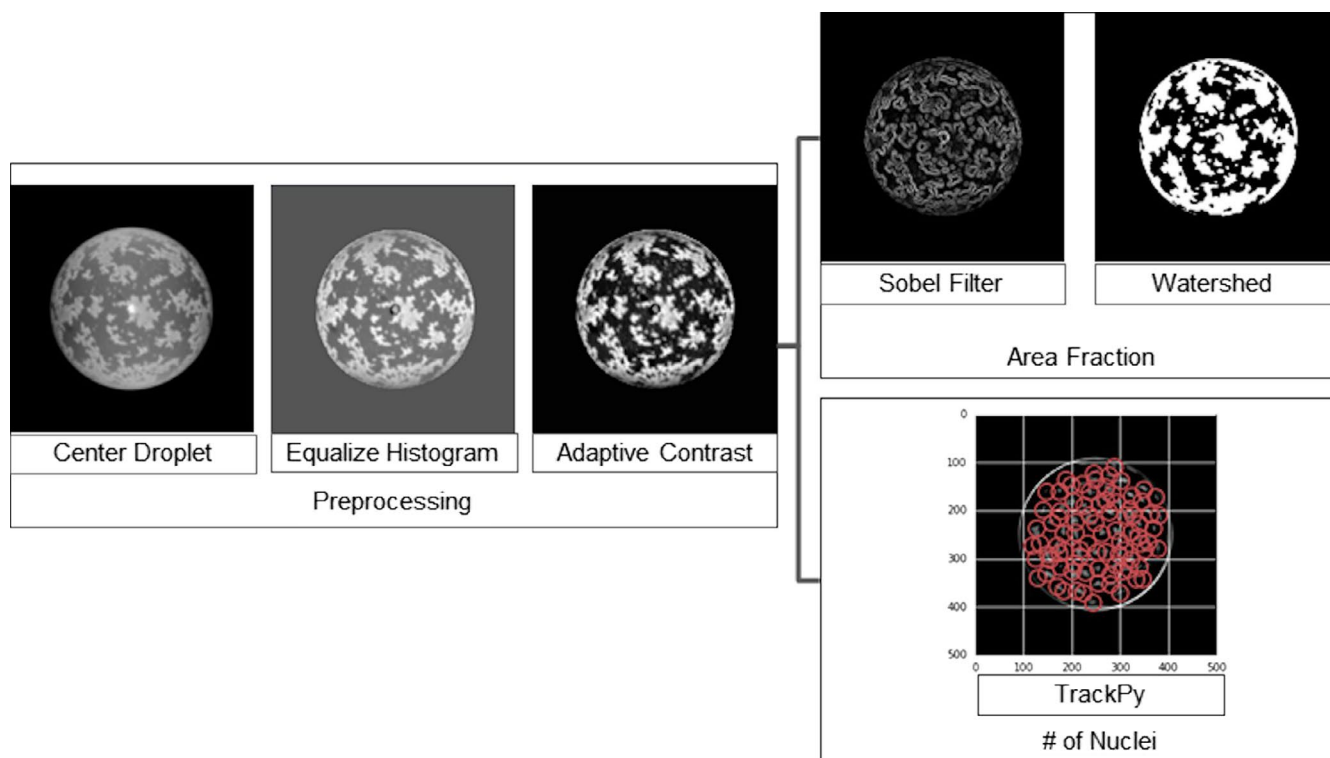 Center Droplet
Equalize Histogram
Adaptive Contrast
Preprocessing
Sobel Filter
Watershed
Area Fraction
0
100
200
300
400
500
0 100 200 300 400 500
TrackPy
# of Nuclei